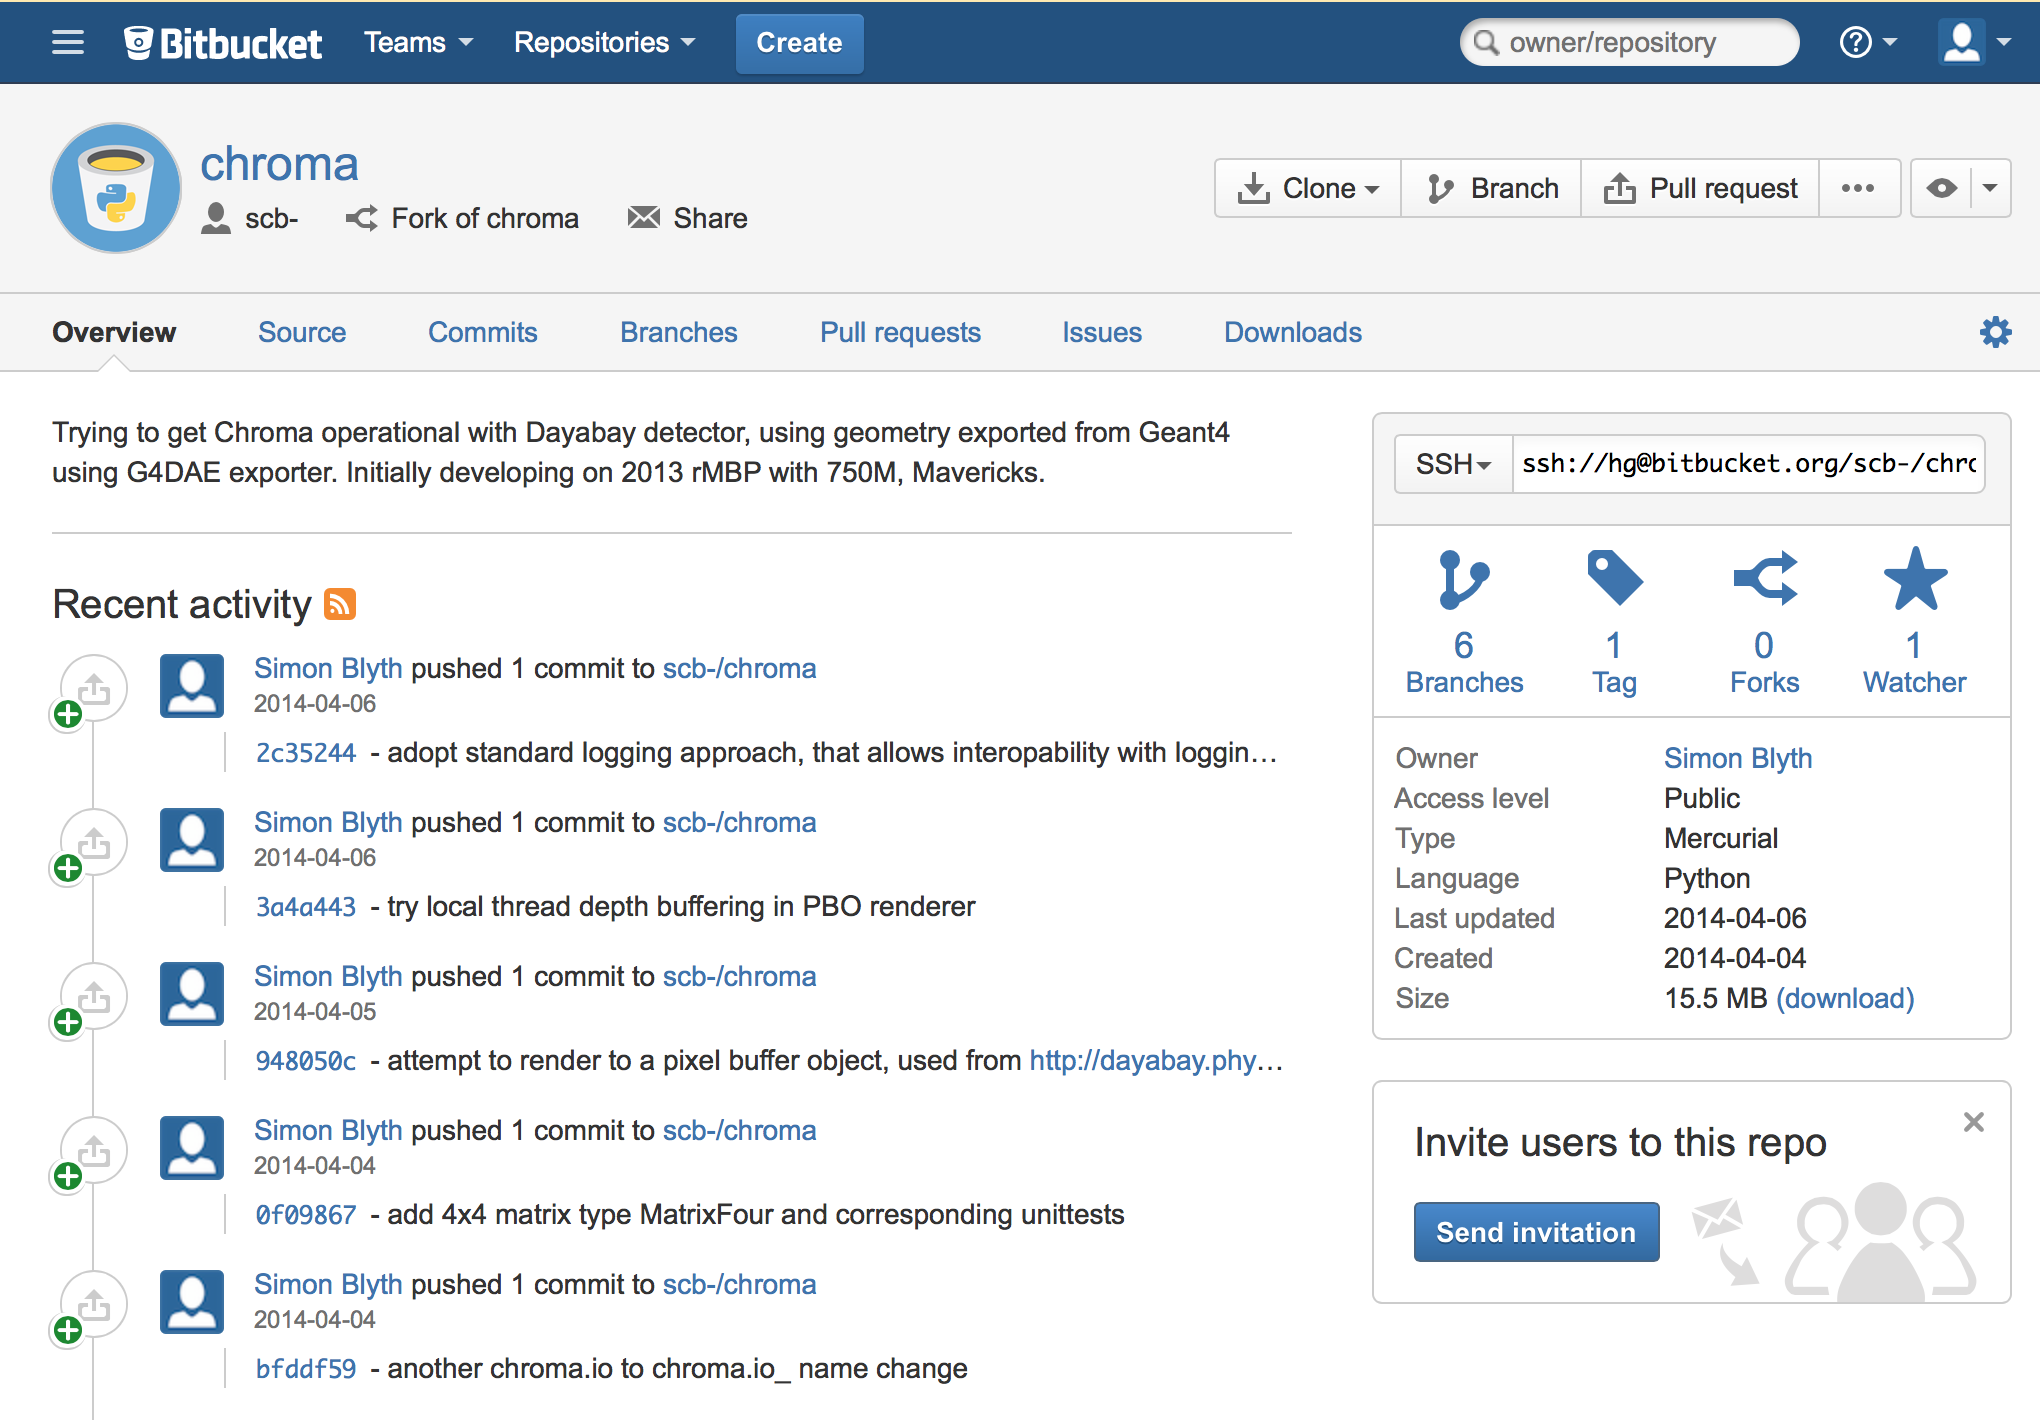 Bitbucket Teams Repositories Create owner/repository
chroma
scb- Fork of chroma Share
Clone Branch Pull request
Overview Source Commits Branches Pull requests Issues Downloads
Trying to get Chroma operational with Dayabay detector, using geometry exported from Geant4
using G4DAE exporter. Initially developing on 2013 rMBP with 750M, Mavericks.
Recent activity
Simon Blyth pushed 1 commit to scb-/chroma
2014-04-06
2c35244 - adopt standard logging approach, that allows interopability with loggin…
Simon Blyth pushed 1 commit to scb-/chroma
2014-04-06
3a4a443 - try local thread depth buffering in PBO renderer
Simon Blyth pushed 1 commit to scb-/chroma
2014-04-05
948050c - attempt to render to a pixel buffer object, used from http://dayabay.phy…
Simon Blyth pushed 1 commit to scb-/chroma
2014-04-04
0f09867 - add 4x4 matrix type MatrixFour and corresponding unittests
Simon Blyth pushed 1 commit to scb-/chroma
2014-04-04
bfddf59 - another chroma.io to chroma.io_ name change
SSH ssh://hg@bitbucket.org/scb-/chro
6 1 0 1
Branches Tag Forks Watcher
Owner Simon Blyth
Access level Public
Type Mercurial
Language Python
Last updated 2014-04-06
Created 2014-04-04
Size 15.5 MB (download)
Invite users to this repo
Send invitation